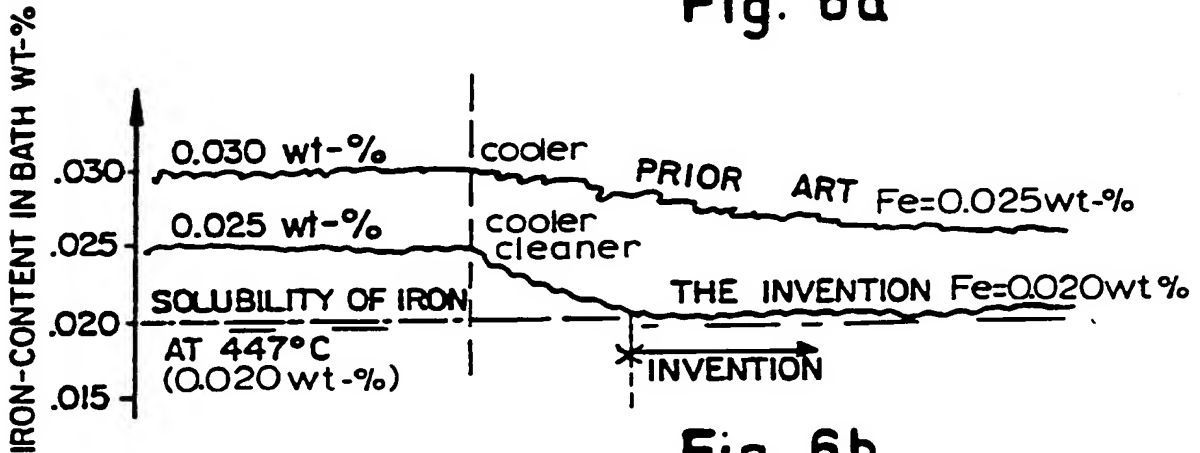 Fig. 6a
IRON-CONTENT IN BATH WT-%
.030
0.030 wt-%
cooler
PRIOR ART
Fe=0.025wt-%
.025
0.025 wt-%
cooler
cleaner
THE INVENTION Fe=0.020wt%
SOLUBILITY OF IRON
.020
AT 447°C
(0.020wt-%)
INVENTION
.015
Fig. 6b